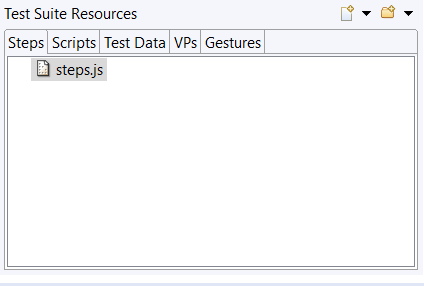 Test Suite Resources
Steps Scripts Test Data VPs Gestures
steps.js